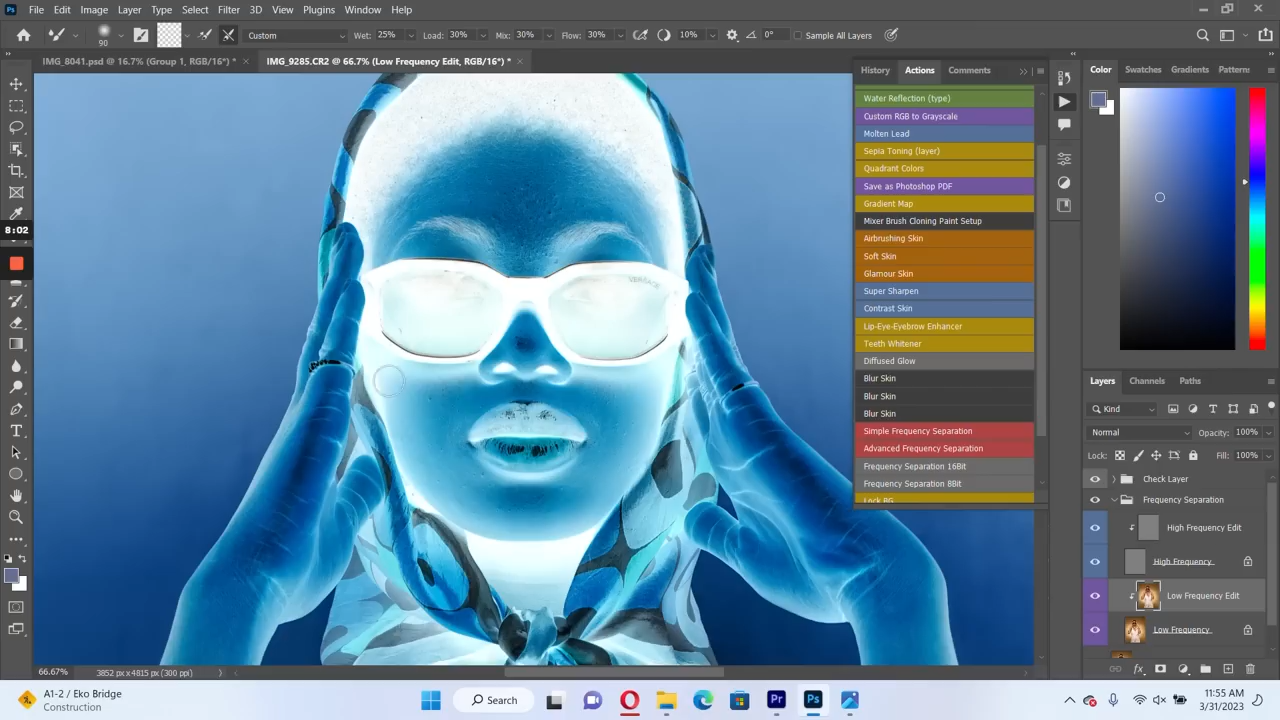 Ps File Edit Image Layer Type Select Filter 3D View Plugins Window Help
90 Custom Wet: 25% Load: 30% Mix: 30% Flow: 30% 10% 0° Sample All Layers
IMG_8041.psd @ 16.7% (Group 1, RGB/16*) * × IMG_9285.CR2 @ 66.7% (Low Frequency Edit, RGB/16*) * ×
History Actions Comments
Water Reflection (type)
Custom RGB to Grayscale
Molten Lead
Sepia Toning (layer)
Quadrant Colors
Save as Photoshop PDF
Gradient Map
Mixer Brush Cloning Paint Setup
Airbrushing Skin
Soft Skin
Glamour Skin
Super Sharpen
Contrast Skin
Lip-Eye-Eyebrow Enhancer
Teeth Whitener
Diffused Glow
Blur Skin
Blur Skin
Blur Skin
Simple Frequency Separation
Advanced Frequency Separation
Frequency Separation 16Bit
Frequency Separation 8Bit
Lock BG
Color Swatches Gradients Patterns
8:02
VERSACE
Layers Channels Paths
Kind
Normal Opacity: 100%
Lock: Fill: 100%
Check Layer
Frequency Separation
High Frequency Edit
High Frequency
Low Frequency Edit
Low Frequency
66.67% 3852 px x 4815 px (300 ppi)
A1-2 / Eko Bridge
Construction
Search
Pr
Ps
11:55 AM
3/31/2023